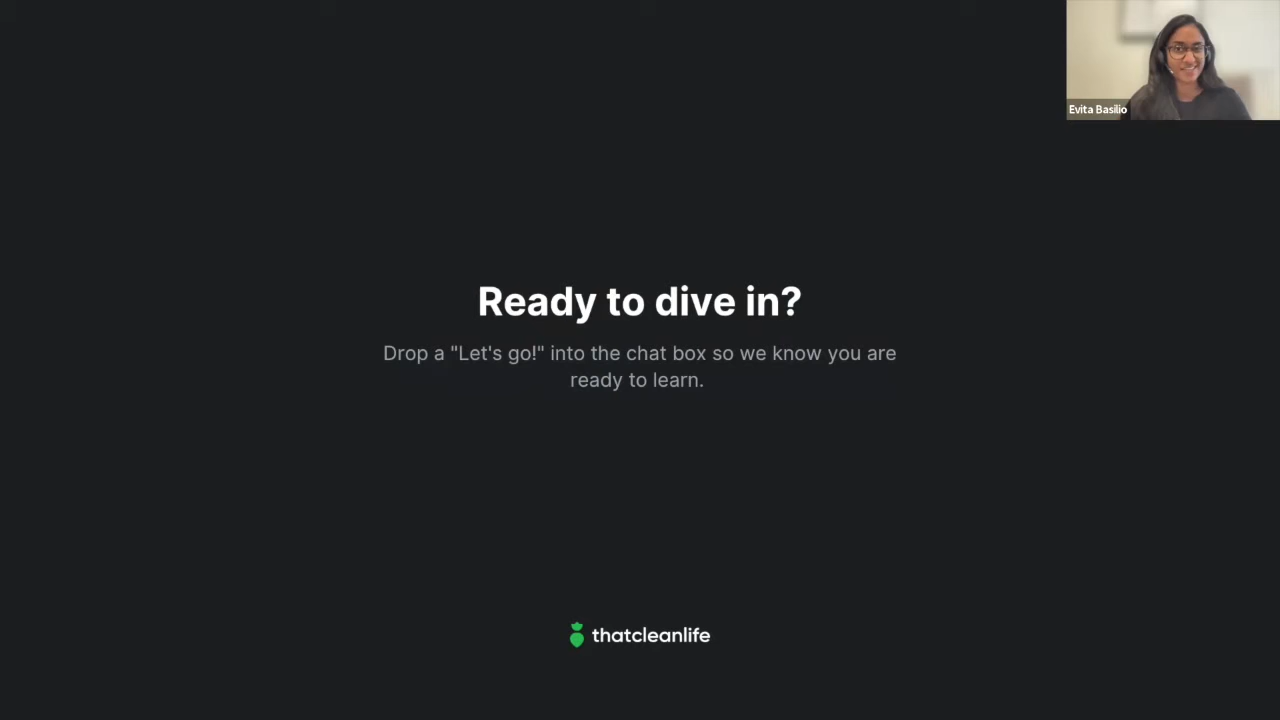 Evita Basilio
Ready to dive in?
Drop a "Let's go!" into the chat box so we know you are
ready to learn.
thatcleanlife